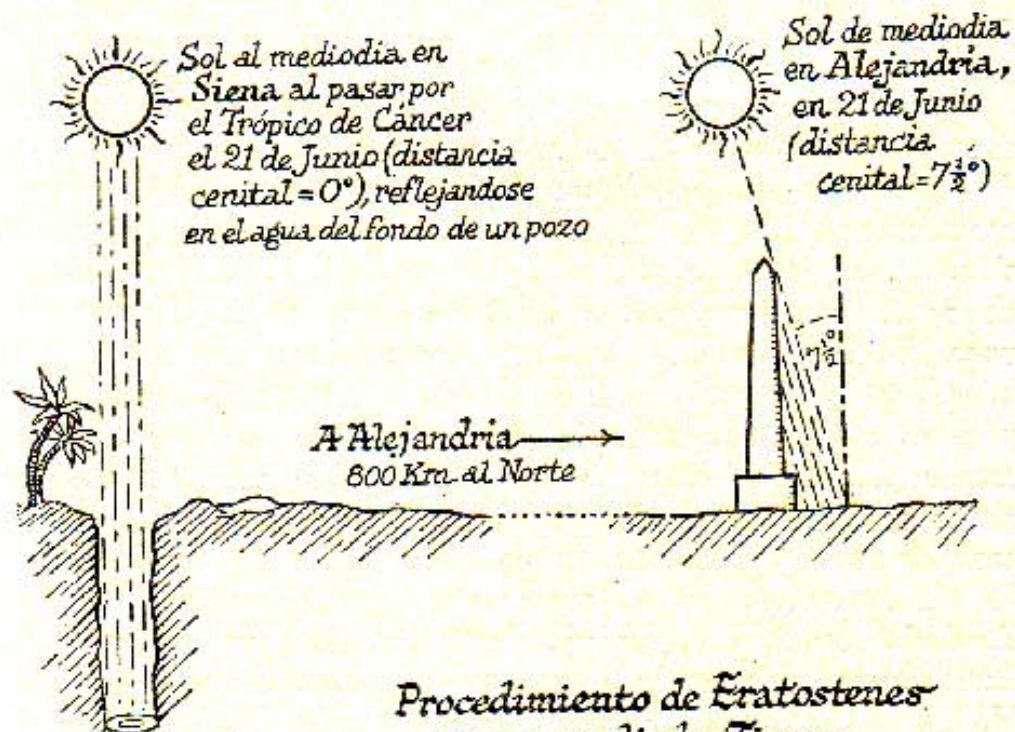 Sol al mediodia en
Siena al pasar por
el Trópico de Cáncer
el 21 de Junio (distancia
cenital = 0°), reflejandose
en el agua del fondo de un pozo
Sol de mediodia
en Alejandría,
en 21 de Junio
(distancia
cenital = 7½°)
7½°
A Alejandria
800 Km. al Norte
Procedimiento de Eratostenes